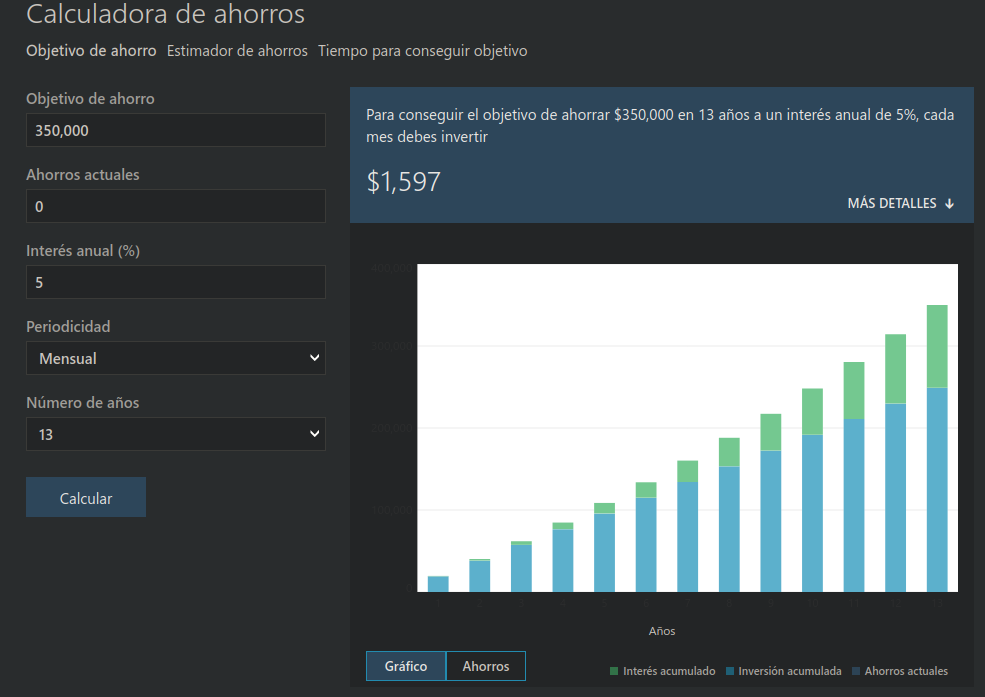 Calculadora de ahorros
Objetivo de ahorro Estimador de ahorros Tiempo para conseguir objetivo
Objetivo de ahorro
350,000
Ahorros actuales
0
Interés anual (%)
5
Periodicidad
Mensual
Número de años
13
Calcular
Para conseguir el objetivo de ahorrar $350,000 en 13 años a un interés anual de 5%, cada
mes debes invertir
$1,597
MÁS DETALLES ↓
Años
Gráfico Ahorros
Interés acumulado Inversión acumulada Ahorros actuales